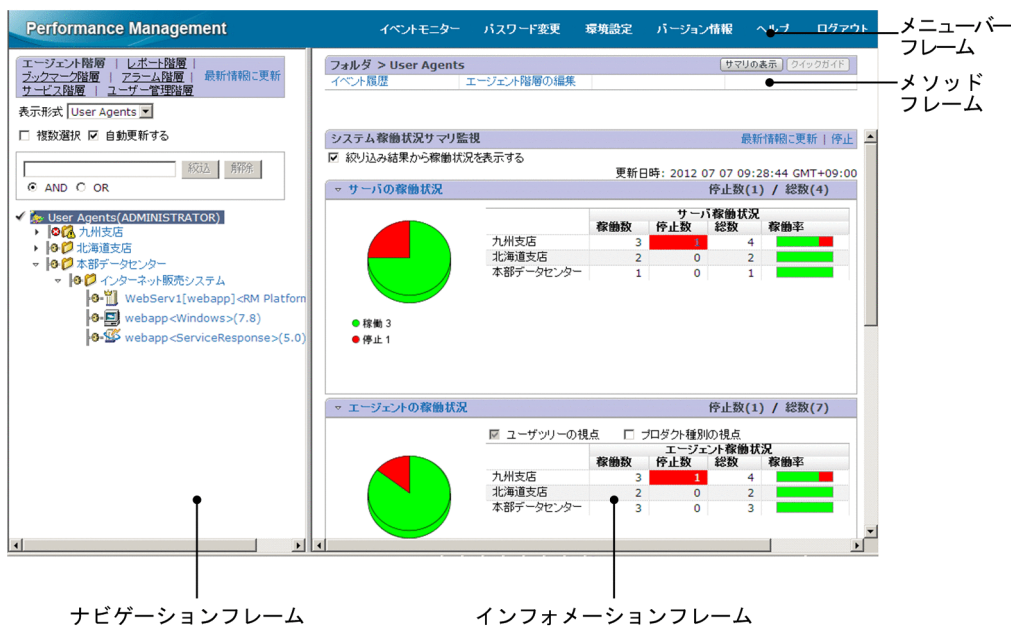 Performance Management
イベントモニター パスワード変更 環境設定 バージョン情報 ヘルプ ログアウト
メニューバー
フレーム
エージェント階層 | レポート階層 |
ブックマーク階層 | アラーム階層 | 最新情報に更新
サービス階層 | ユーザー管理階層
表示形式 User Agents
複数選択 自動更新する
絞込 解除
AND OR
User Agents(ADMINISTRATOR)
九州支店
北海道支店
本部データセンター
インターネット販売システム
WebServ1[webapp]<RM Platform
webapp<Windows>(7.8)
webapp<ServiceResponse>(5.0)
フォルダ > User Agents サマリの表示 クイックガイド
イベント履歴 エージェント階層の編集
メソッド
フレーム
システム稼働状況サマリ監視 最新情報に更新 | 停止
絞り込み結果から稼働状況を表示する
更新日時: 2012 07 07 09:28:44 GMT+09:00
サーバの稼働状況 停止数(1) / 総数(4)
サーバ稼働状況
稼働数 停止数 総数 稼働率
九州支店 3 1 4
北海道支店 2 0 2
本部データセンター 1 0 1
稼働 3
停止 1
エージェントの稼働状況 停止数(1) / 総数(7)
ユーザツリーの視点 プロダクト種別の視点
エージェント稼働状況
稼働数 停止数 総数 稼働率
九州支店 3 1 4
北海道支店 2 0 2
本部データセンター 3 0 3
ナビゲーションフレーム インフォメーションフレーム